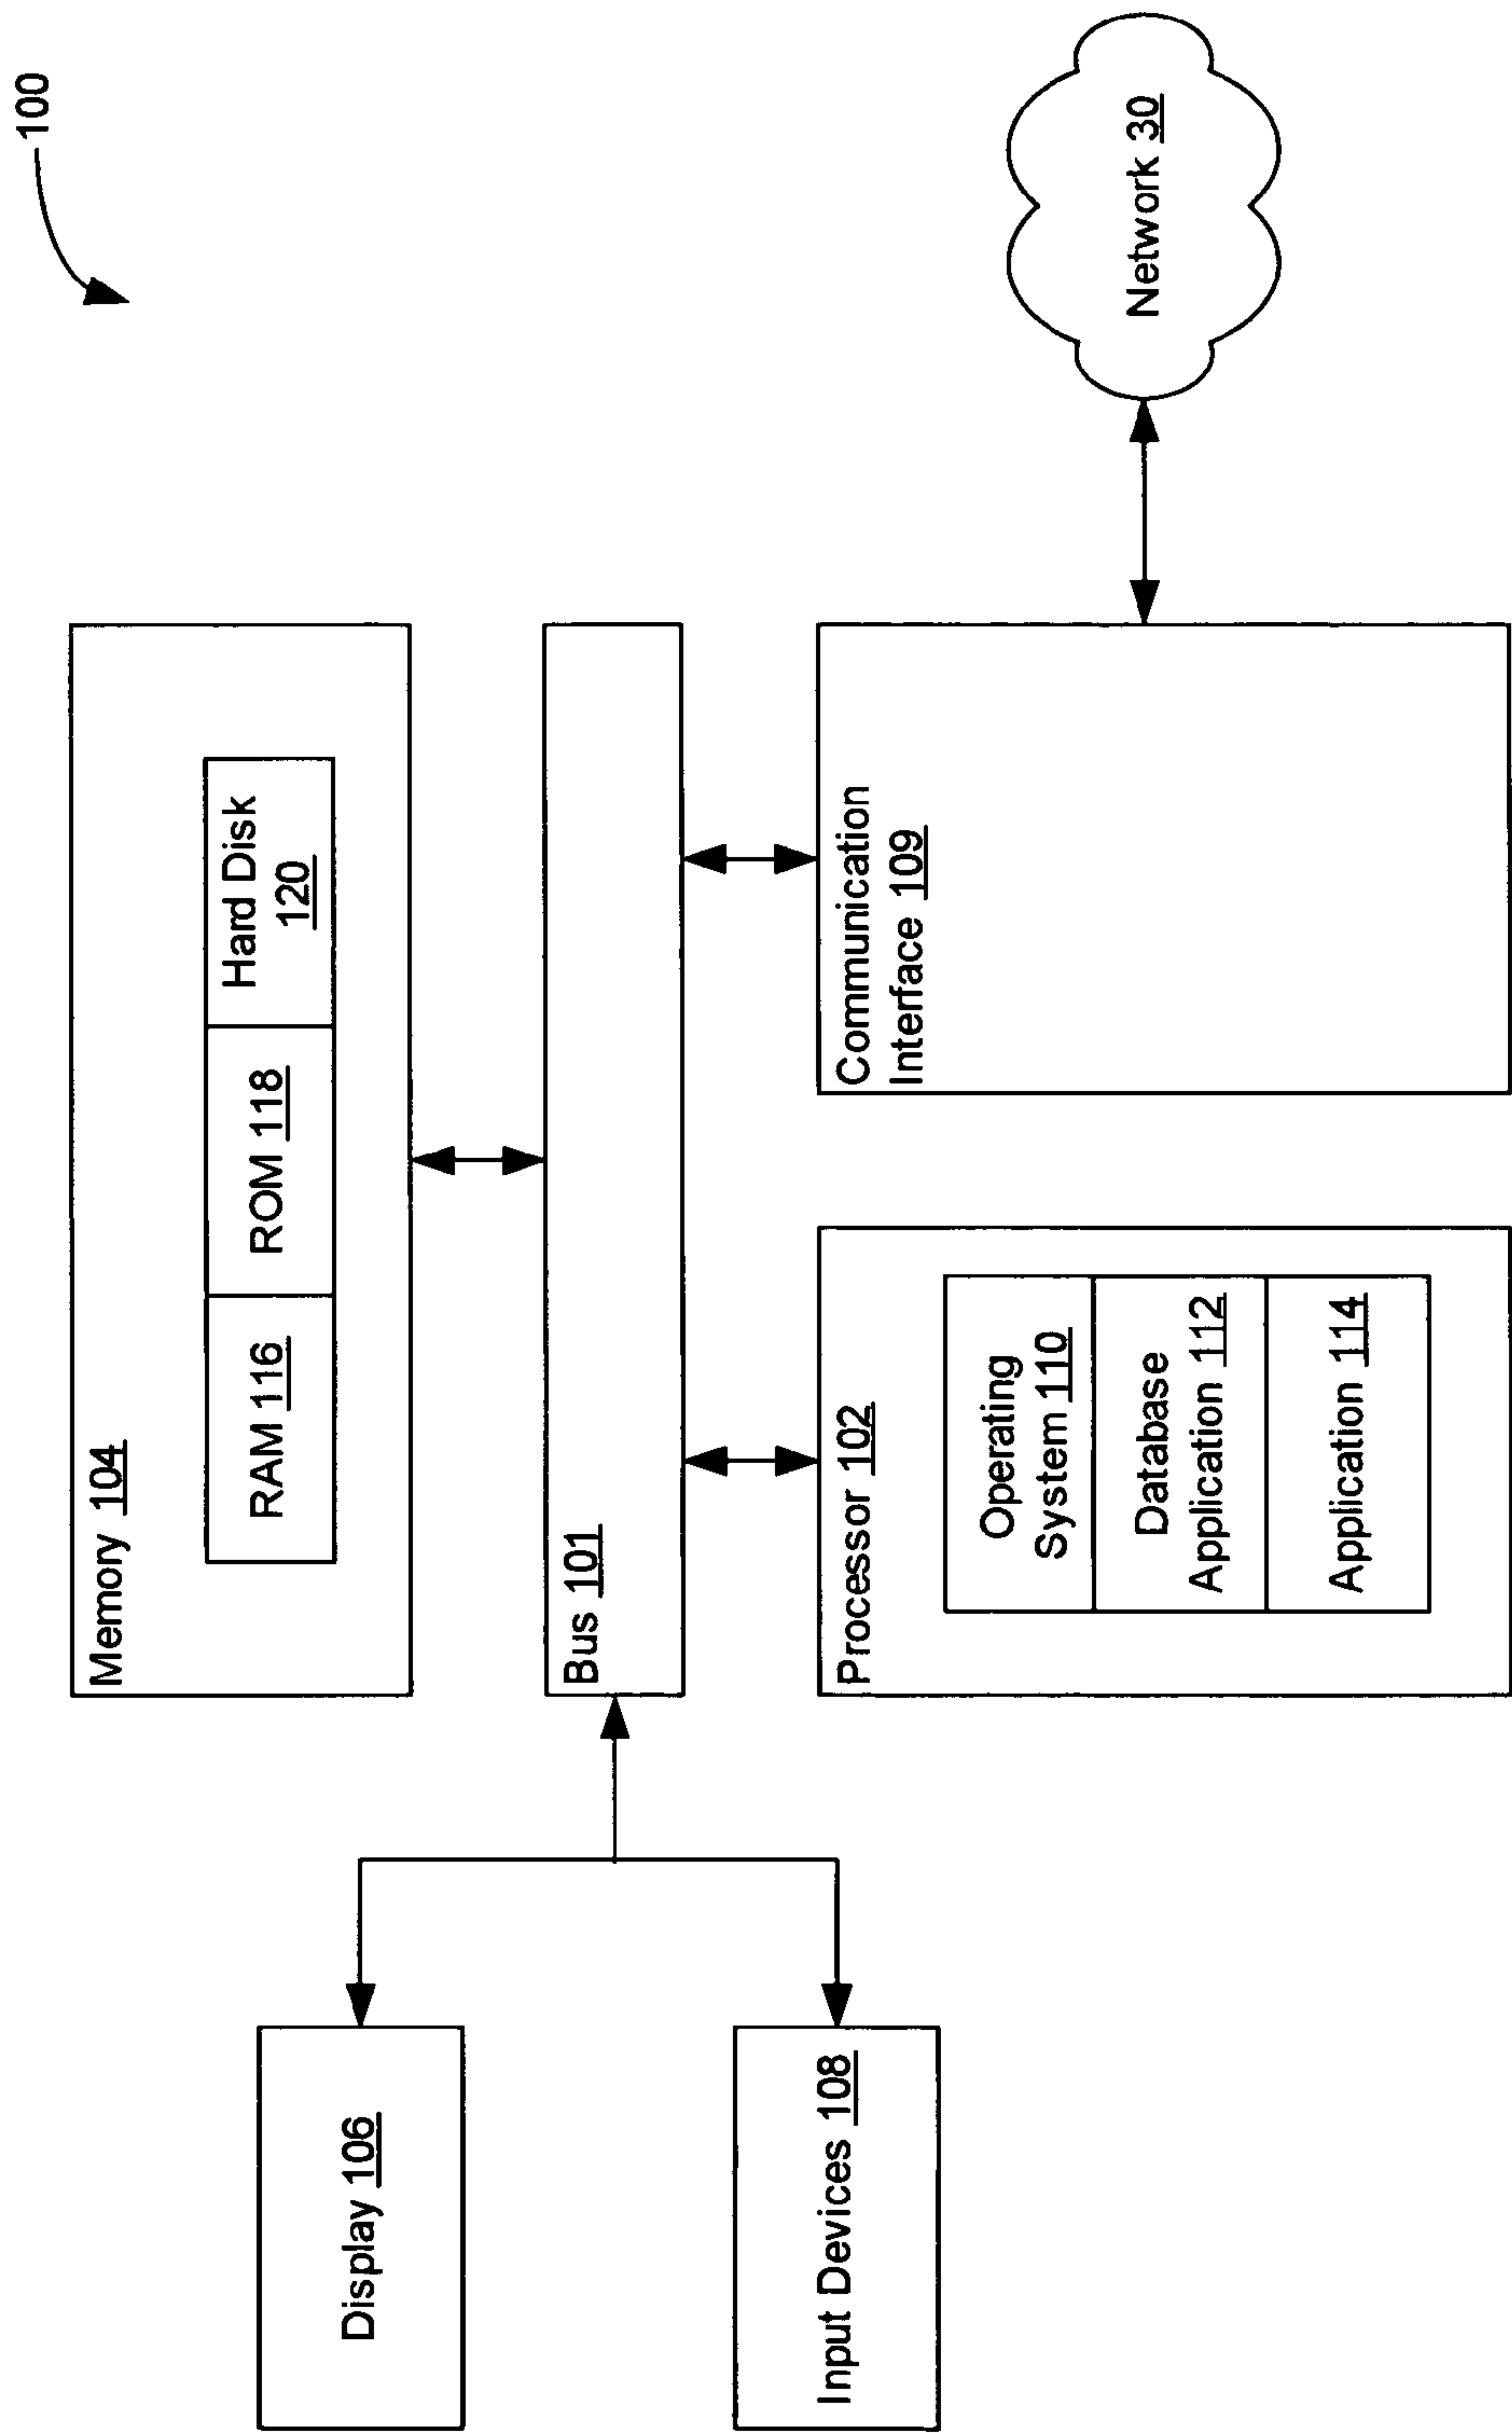 100
Memory 104
RAM 116
ROM 118
Hard Disk
120
Display 106
Bus 101
Input Devices 108
Processor 102
Operating
System 110
Database
Application 112
Application 114
Communication
Interface 109
Network 30